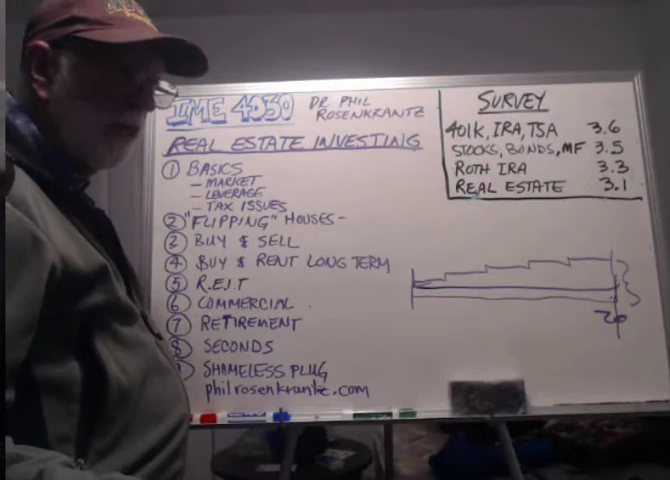 IME 4030
DR PHIL
ROSENKRANTZ
REAL ESTATE INVESTING
① BASICS
- MARKET
- LEVERAGE
- TAX ISSUES
② "FLIPPING" HOUSES-
③ BUY & SELL
④ BUY & RENT LONG TERM
⑤ R.E.I.T
⑥ COMMERCIAL
⑦ RETIREMENT
⑧ SECONDS
SHAMELESS PLUG
philrosenkrantz.com
SURVEY
401K, IRA, TSA 3.6
STOCKS, BONDS, MF 3.5
ROTH IRA 3.3
REAL ESTATE 3.1